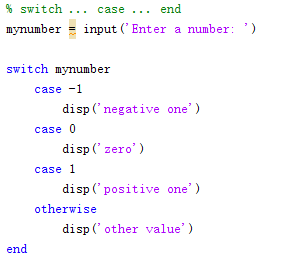 % switch ... case ... end
mynumber = input('Enter a number: ')
switch mynumber
case -1
disp('negative one')
case 0
disp('zero')
case 1
disp('positive one')
otherwise
disp('other value')
end